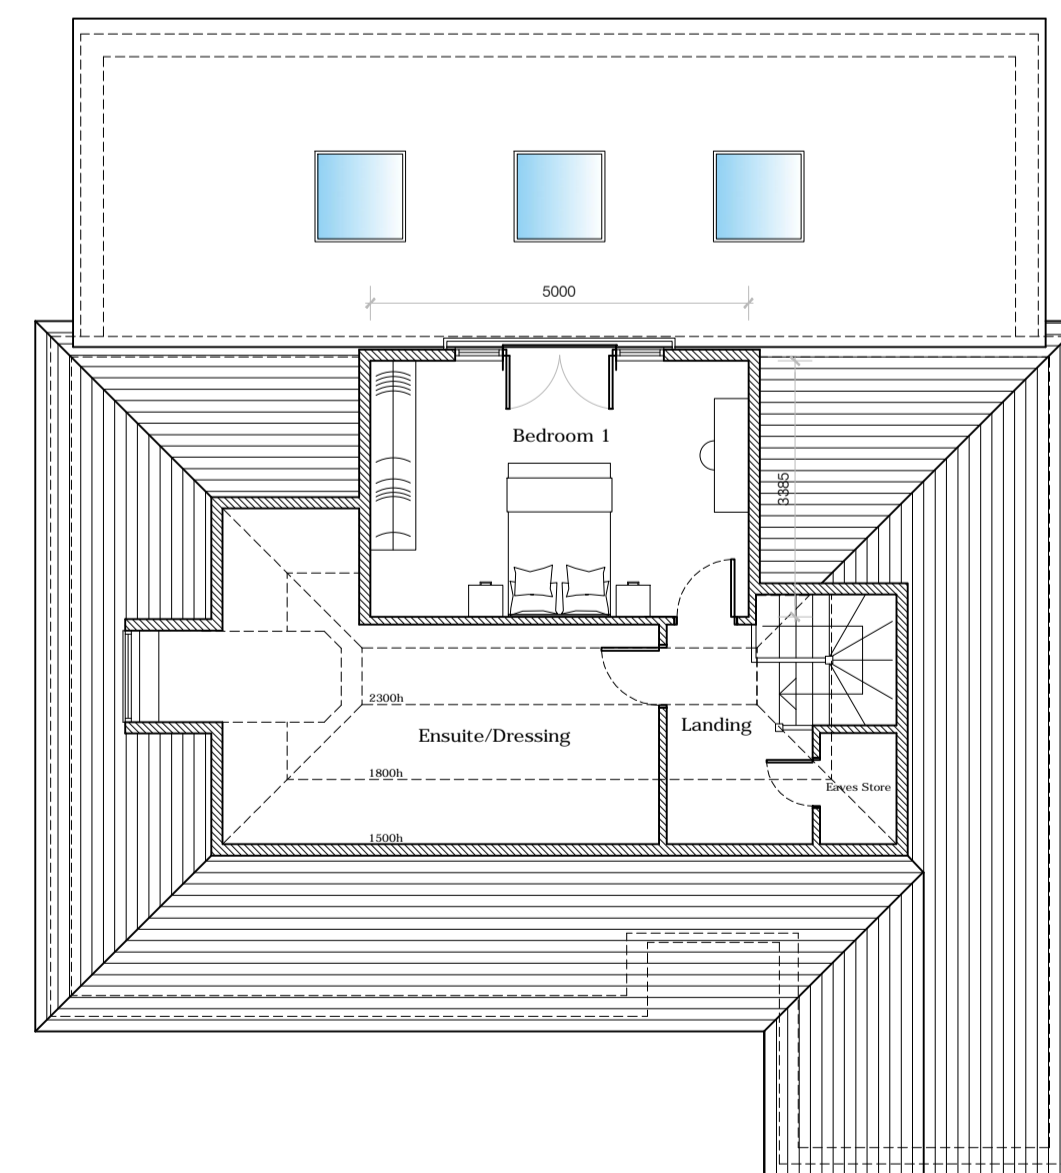 5000
Bedroom 1
3385
2300h
Landing
Ensuite/Dressing
1800h
Eaves Store
1500h